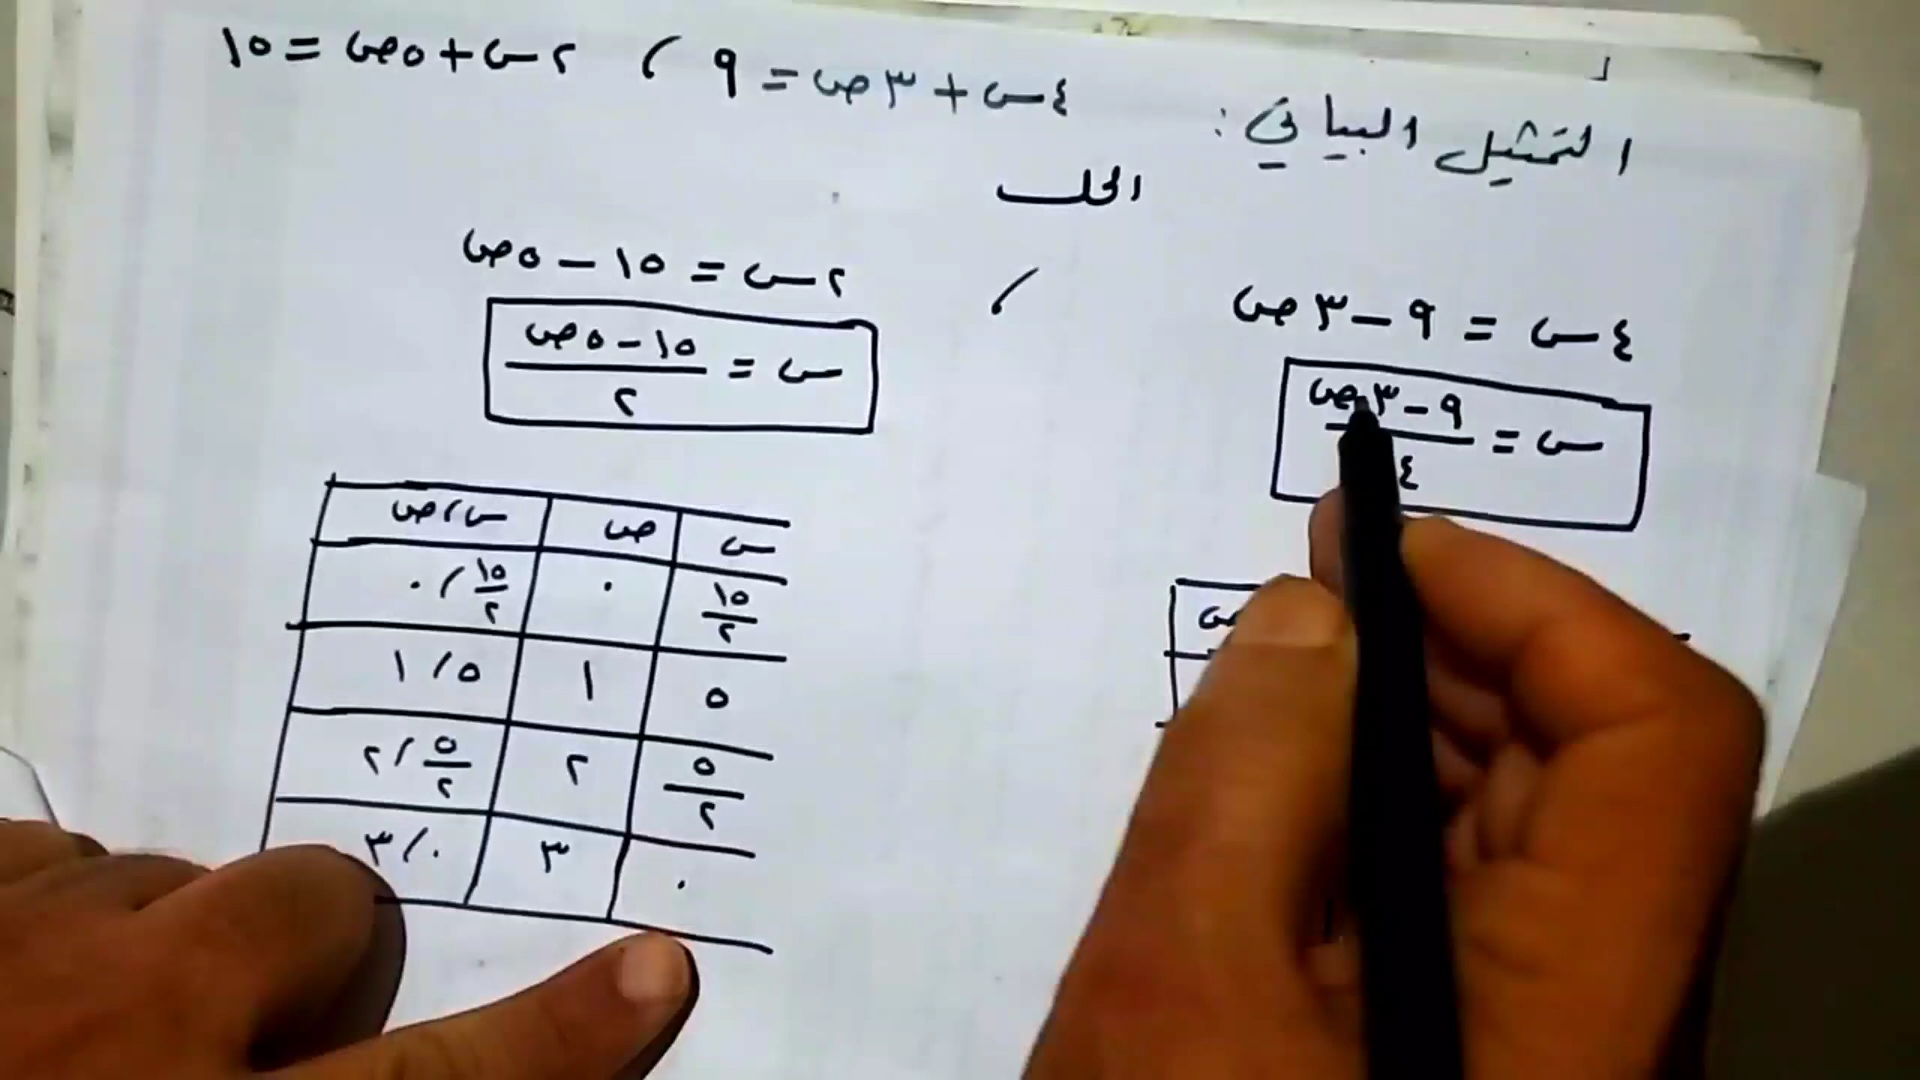 التمثيل البياني : ٤س + ٣ص = ٩ ، ٢س + ٥ص = ١٥
الحل
٤س = ٩ − ٣ص ، ٢س = ١٥ − ٥ص
س = (٩ − ٣ص)/٤
س = (١٥ − ٥ص)/٢
س ص س،ص
١٥/٢ ٠ ١٥/٢،٠
٥ ١ ٥،١
٥/٢ ٢ ٥/٢،٢
٠ ٣ ٠،٣